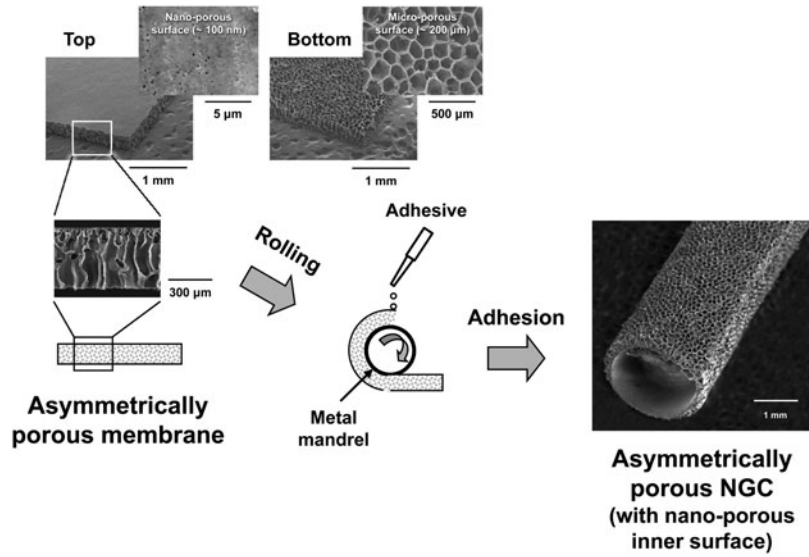 Top
Nano-porous
surface (~ 100 nm)
5 µm
1 mm
Bottom
Micro-porous
surface (~ 200 µm)
500 µm
1 mm
300 µm
Asymmetrically
porous membrane
Rolling
Adhesive
Metal
mandrel
Adhesion
1 mm
Asymmetrically
porous NGC
(with nano-porous
inner surface)